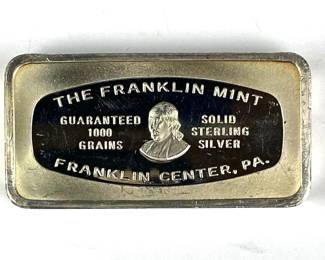 THE FRANKLIN MINT
GUARANTEED
1000
GRAINS
SOLID
STERLING
SILVER
FRANKLIN CENTER, PA.